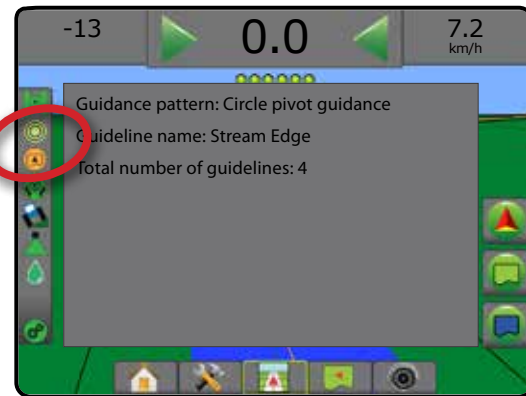 -13
0.0
7.2
km/h
Guidance pattern: Circle pivot guidance
Guideline name: Stream Edge
Total number of guidelines: 4